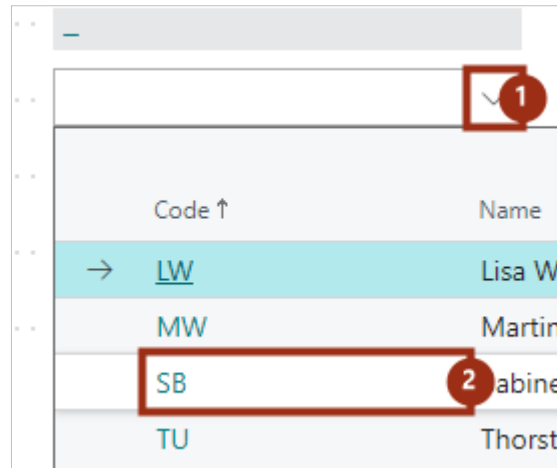 _
1
Code ↑ Name
→ LW Lisa W
MW Martin
SB 2 abine
TU Thorst